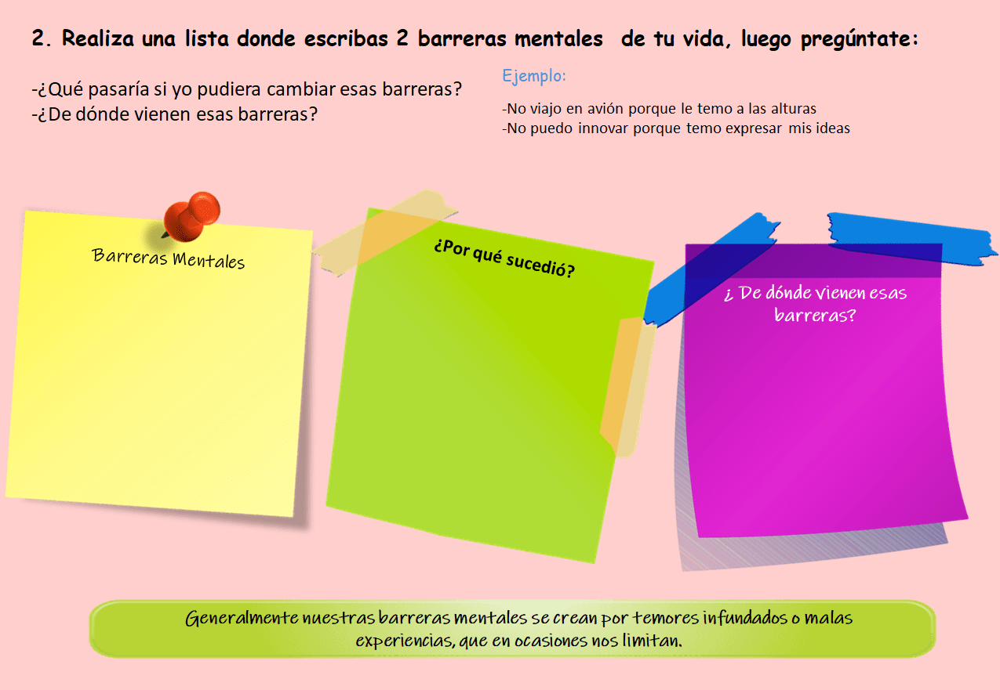 2. Realiza una lista donde escribas 2 barreras mentales  de tu vida, luego pregúntate:
-¿Qué pasaría si yo pudiera cambiar esas barreras?
-¿De dónde vienen esas barreras?
Ejemplo:
-No viajo en avión porque le temo a las alturas
-No puedo innovar porque temo expresar mis ideas
Barreras Mentales
¿Por qué sucedió?
¿ De dónde vienen esas
barreras?
Generalmente nuestras barreras mentales se crean por temores infundados o malas
experiencias, que en ocasiones nos limitan.